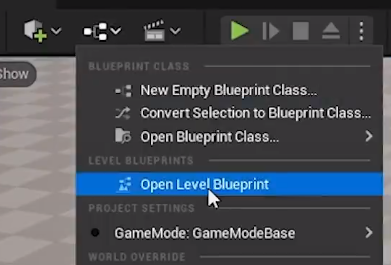 Show
BLUEPRINT CLASS
New Empty Blueprint Class...
Convert Selection to Blueprint Class...
Open Blueprint Class...
LEVEL BLUEPRINTS
Open Level Blueprint
PROJECT SETTINGS
GameMode: GameModeBase
WORLD OVERRIDE